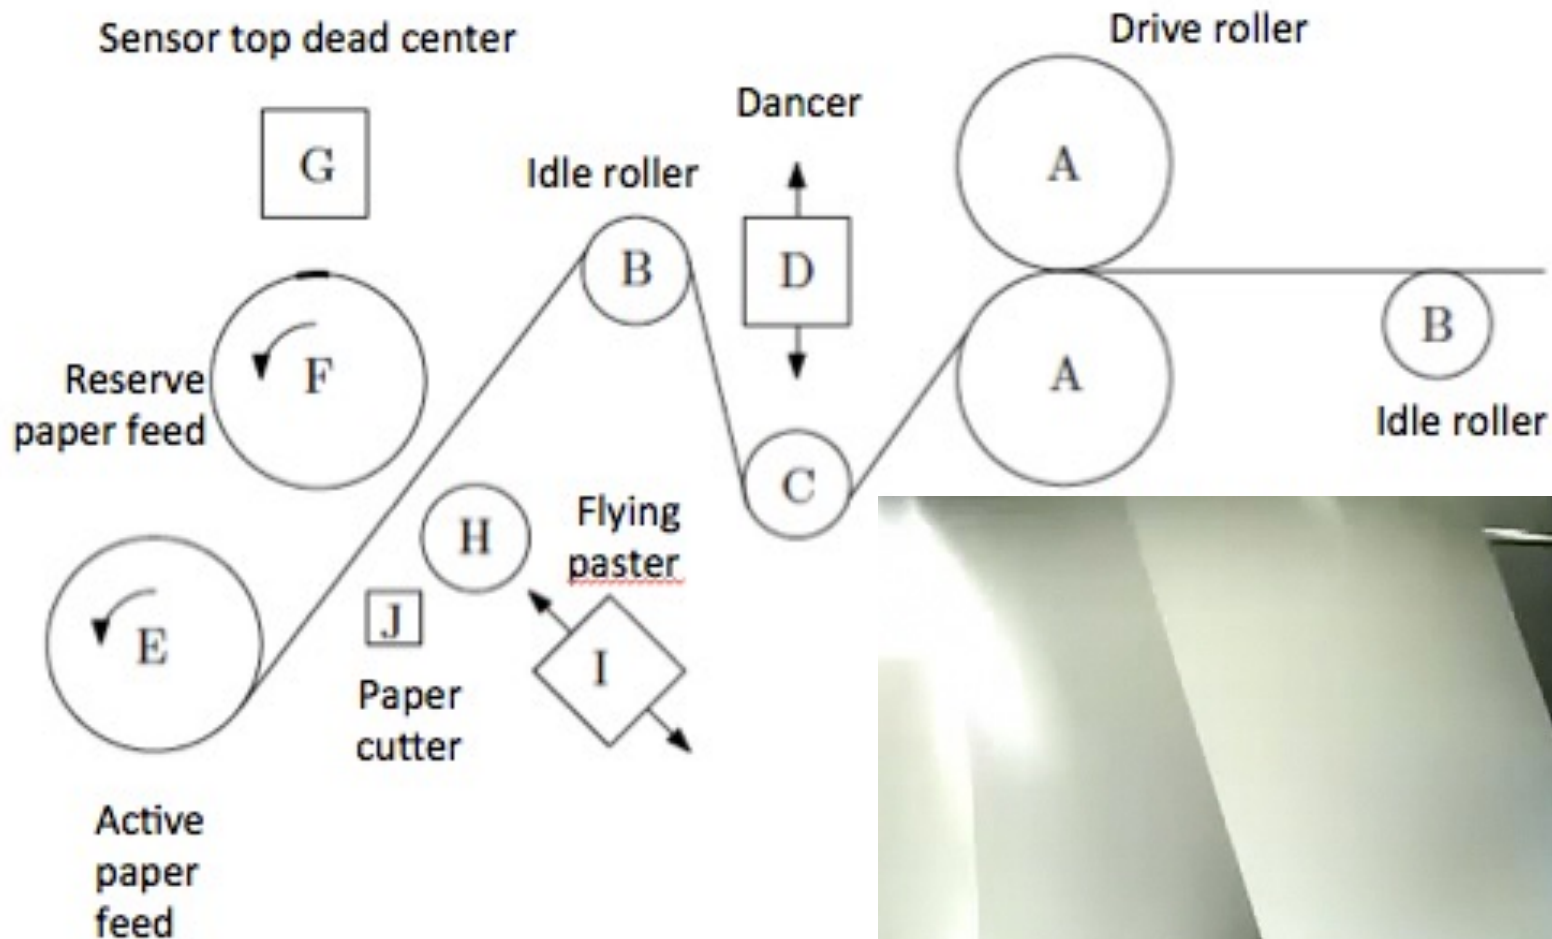 Sensor top dead center
Drive roller
Dancer
G
A
Idle roller
B
D
Reserve
paper feed
F
A
B
Idle roller
C
Flying
paster
H
E
J
I
Paper
cutter
Active
paper
feed